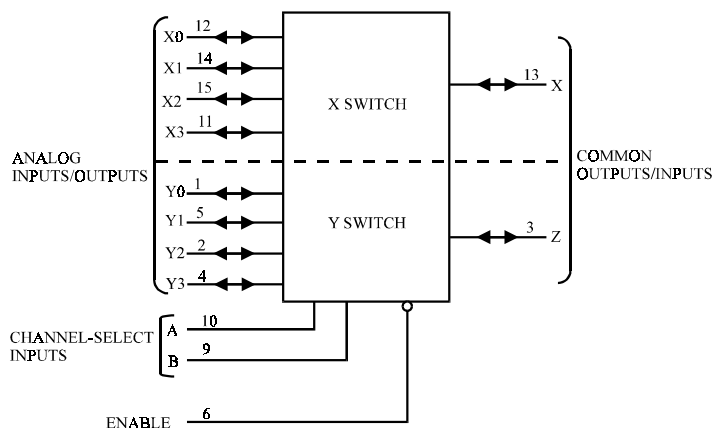 X0 12
X1 14
X2 15
X3 11
X SWITCH
13 X
ANALOG
INPUTS/OUTPUTS
COMMON
OUTPUTS/INPUTS
Y0 1
Y1 5
Y2 2
Y3 4
Y SWITCH
3 Z
CHANNEL-SELECT
INPUTS
A 10
B 9
ENABLE 6